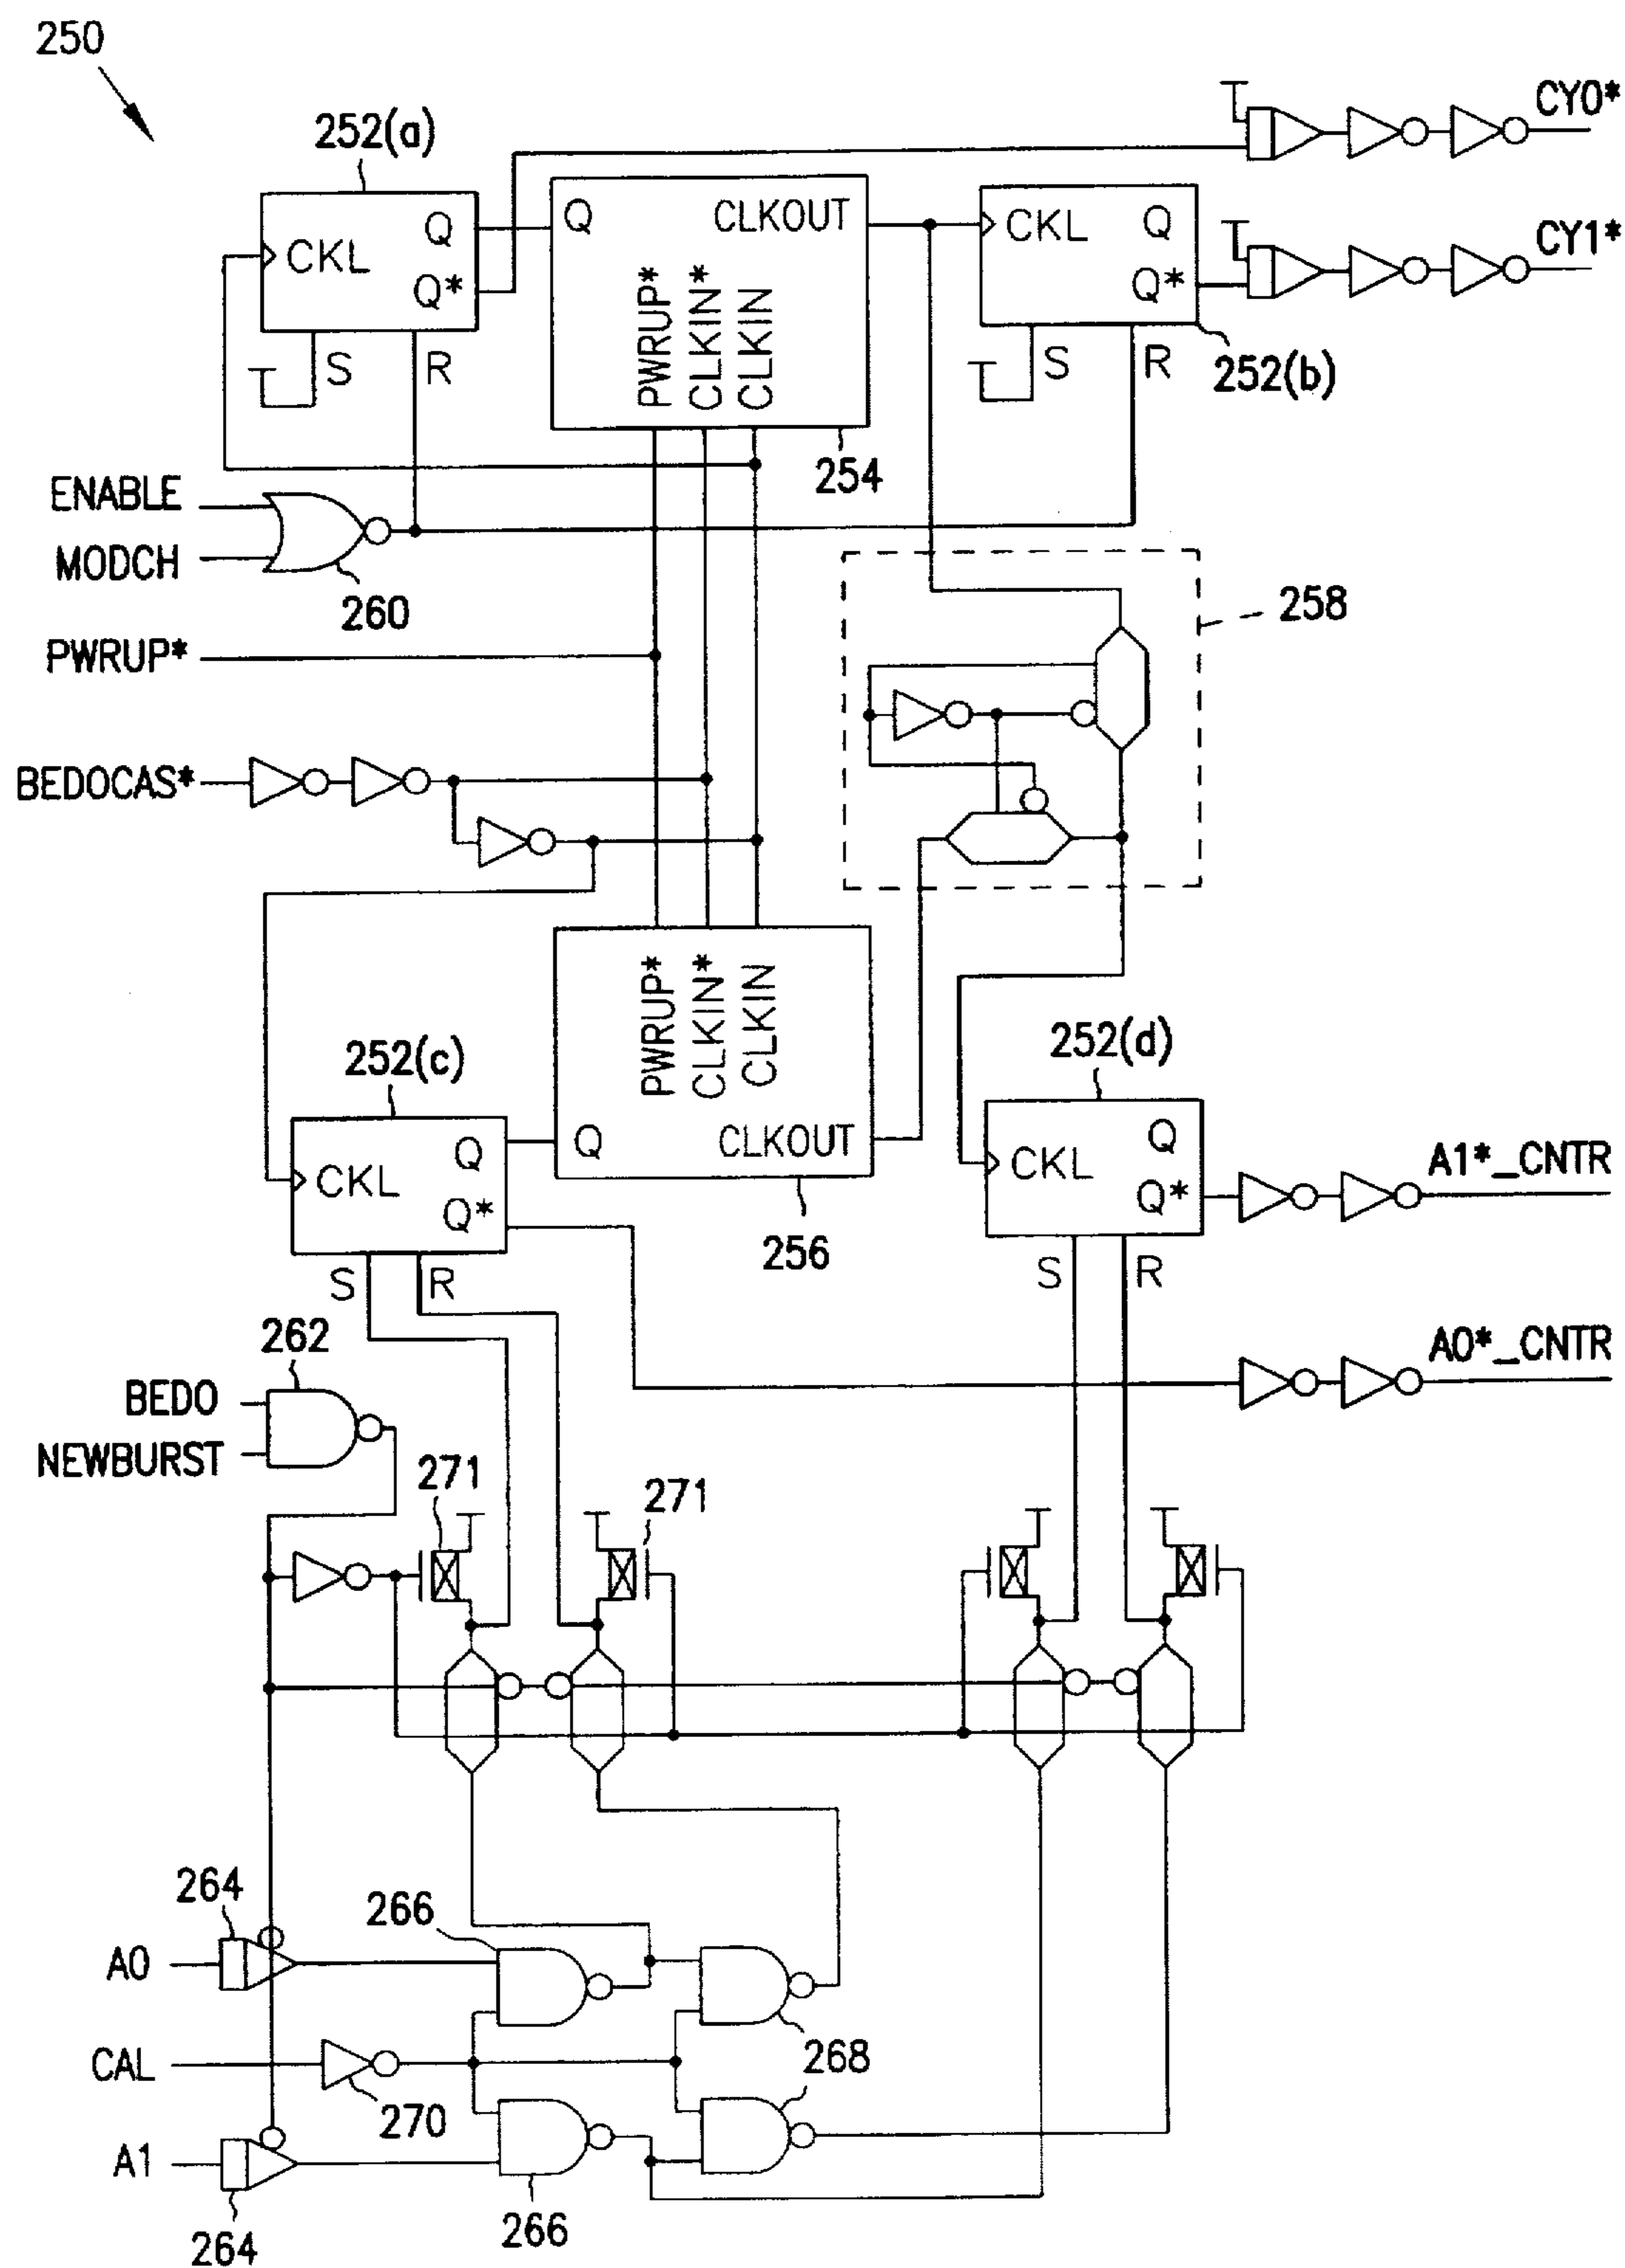 250
252(a)
CY0*
Q
Q
CLKOUT
CKL
Q
CKL
Q*
Q*
CY1*
PWRUP*
CLKIN*
CLKIN
S
R
S
R
252(b)
254
ENABLE
MODCH
260
258
PWRUP*
BEDOCAS*
PWRUP*
CLKIN*
CLKIN
252(c)
252(d)
Q
Q
CLKOUT
CKL
Q*
Q
CKL
Q*
A1*_CNTR
256
S
R
S
R
262
A0*_CNTR
BEDO
NEWBURST
271
271
264
266
A0
CAL
270
268
A1
264
266